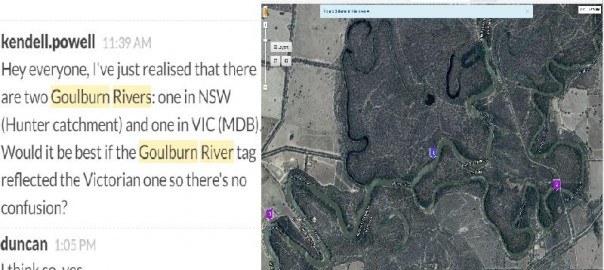 kendell.powell 11:39 AM
Hey everyone, I've just realised that there
are two Goulburn Rivers: one in NSW
(Hunter catchment) and one in VIC (MDB).
Would it be best if the Goulburn River tag
reflected the Victorian one so there's no
confusion?
duncan 1:05 PM
I think so, yes